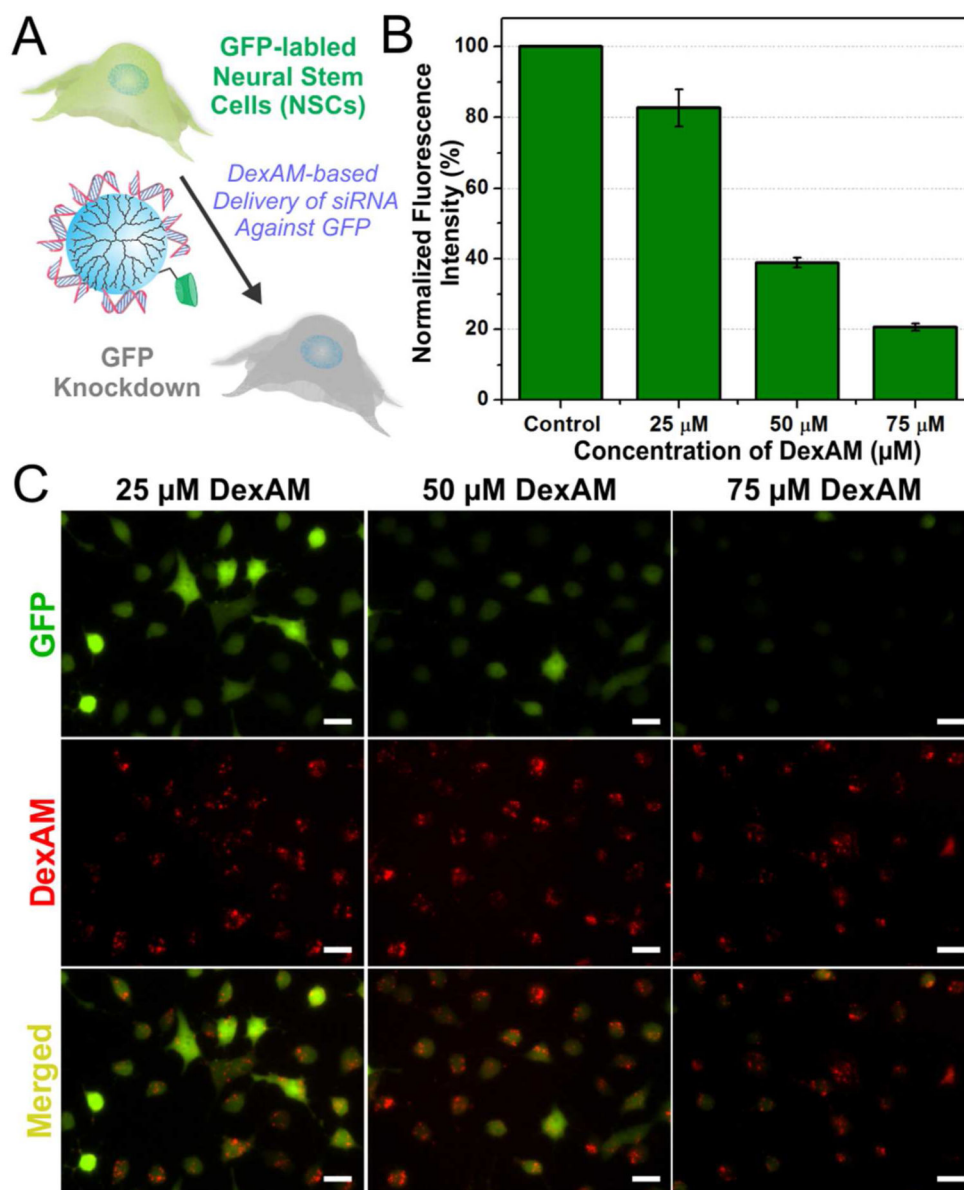 A
GFP-labled
Neural Stem
Cells (NSCs)
DexAM-based
Delivery of siRNA
Against GFP
GFP
Knockdown
B
Normalized Fluorescence
Intensity (%)
100
80
60
40
20
0
Control
25 μM
50 μM
75 μM
Concentration of DexAM (μM)
C
25 μM DexAM
50 μM DexAM
75 μM DexAM
GFP
DexAM
Merged